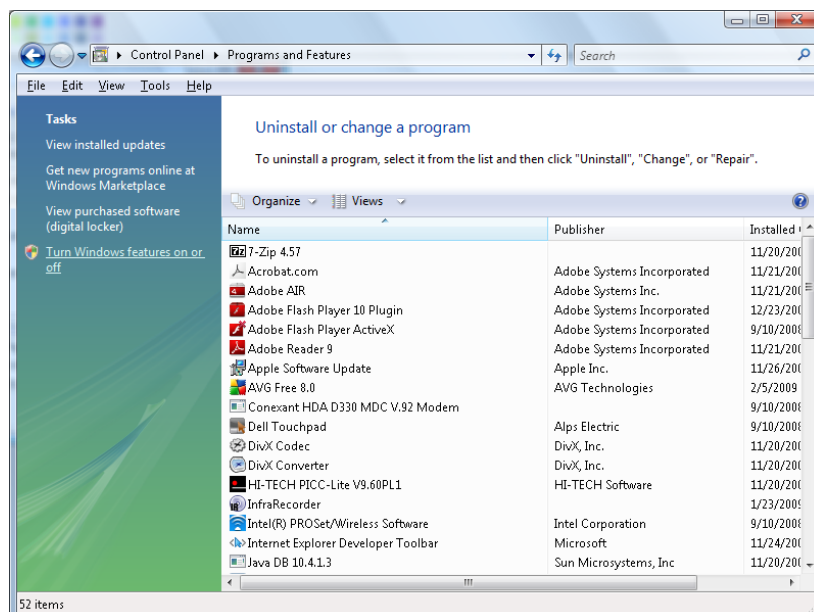 Control Panel Programs and Features Search
File Edit View Tools Help
Tasks
View installed updates
Get new programs online at
Windows Marketplace
View purchased software
(digital locker)
Turn Windows features on or
off
Uninstall or change a program
To uninstall a program, select it from the list and then click "Uninstall", "Change", or "Repair".
Organize Views
Name Publisher Installed
7-Zip 4.57 11/20/200
Acrobat.com Adobe Systems Incorporated 11/21/200
Adobe AIR Adobe Systems Inc. 11/21/200
Adobe Flash Player 10 Plugin Adobe Systems Incorporated 12/23/200
Adobe Flash Player ActiveX Adobe Systems Incorporated 9/10/2008
Adobe Reader 9 Adobe Systems Incorporated 11/21/200
Apple Software Update Apple Inc. 11/26/200
AVG Free 8.0 AVG Technologies 2/5/2009
Conexant HDA D330 MDC V.92 Modem 9/10/2008
Dell Touchpad Alps Electric 9/10/2008
DivX Codec DivX, Inc. 11/20/200
DivX Converter DivX, Inc. 11/20/200
HI-TECH PICC-Lite V9.60PL1 HI-TECH Software 11/20/200
InfraRecorder 1/23/2009
Intel(R) PROSet/Wireless Software Intel Corporation 9/10/2008
Internet Explorer Developer Toolbar Microsoft 11/24/200
Java DB 10.4.1.3 Sun Microsystems, Inc 11/20/200
52 items